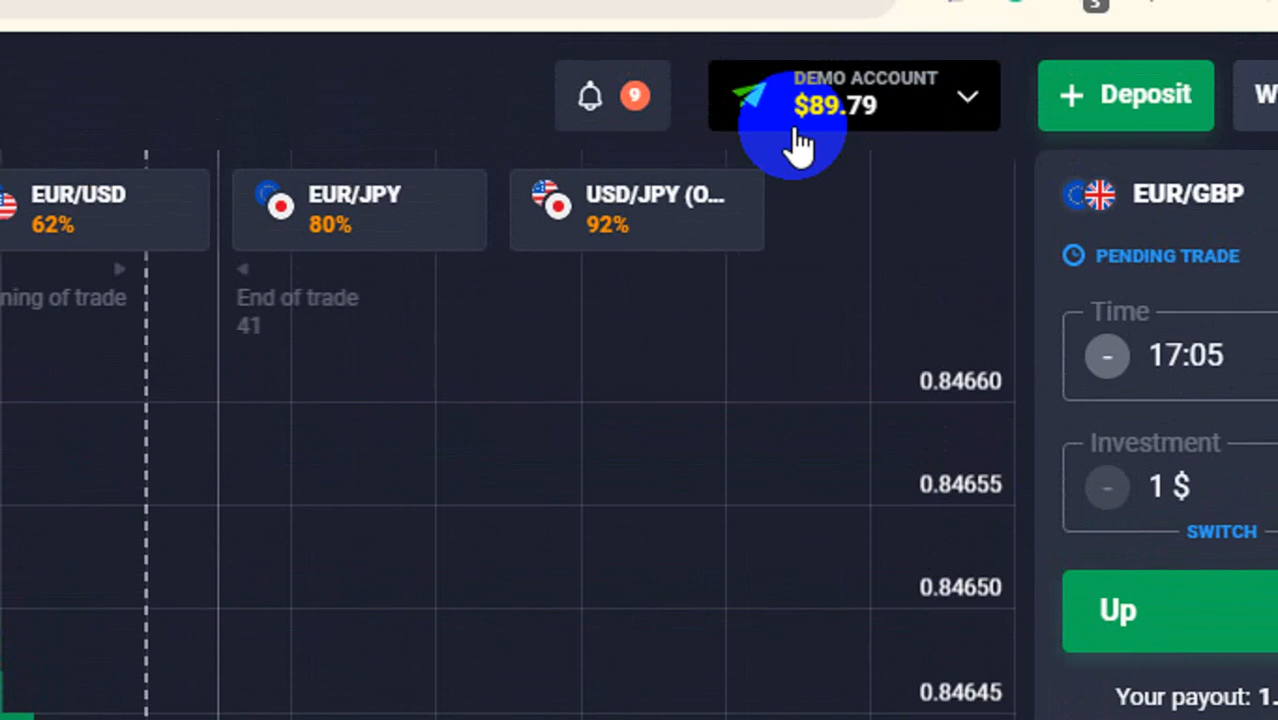 S
9
DEMO ACCOUNT
$89.79
+ Deposit
W
EUR/USD
62%
EUR/JPY
80%
USD/JPY (O...
92%
EUR/GBP
PENDING TRADE
ning of trade
End of trade
41
Time
- 17:05
0.84660
Investment
- 1 $
0.84655
SWITCH
0.84650
Up
0.84645
Your payout: 1.